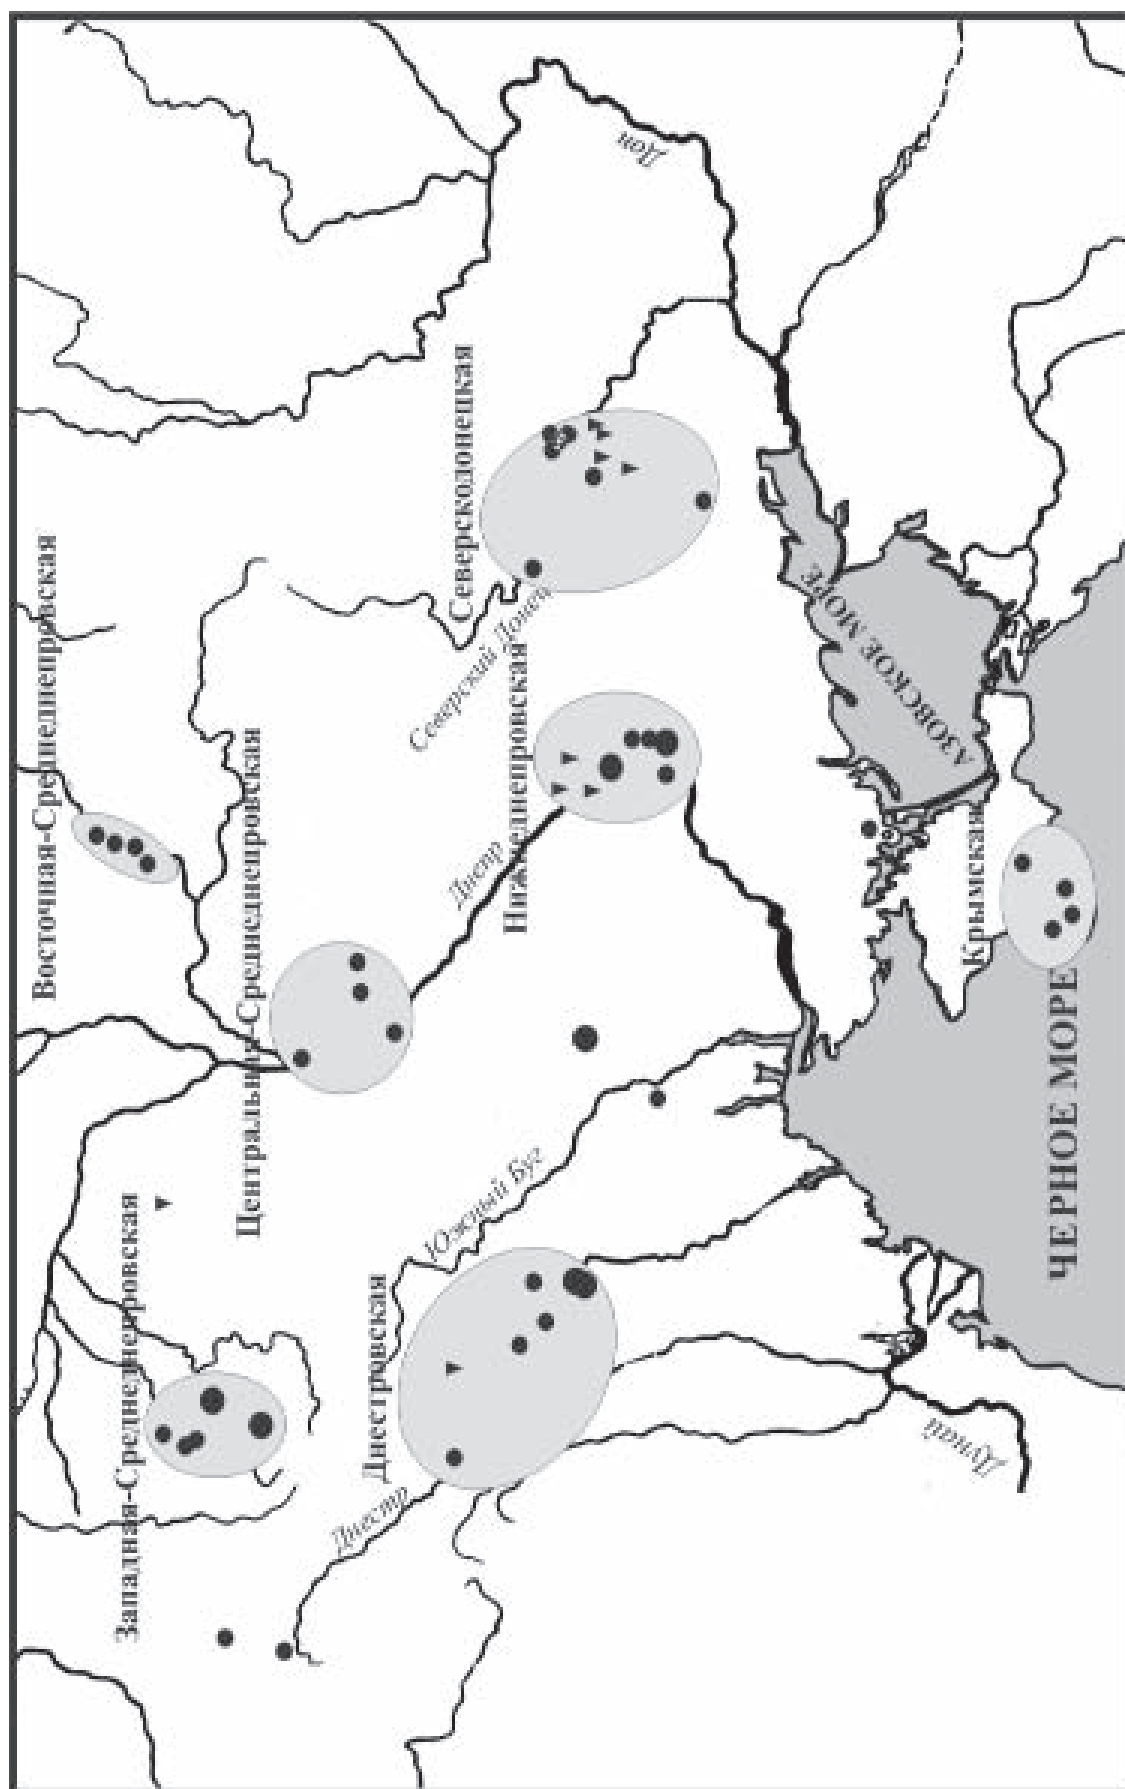 Восточная-Среднеднепровская
Западная-Среднеднепровская
Центральная-Среднеднепровская
Днестровская
Днестр
Южный Буг
Днепр
Северский Донец
Северскодонецкая
Нижнеднепровская
Дон
АЗОВСКОЕ МОРЕ
Крымская
ЧЕРНОЕ МОРЕ
Дунай